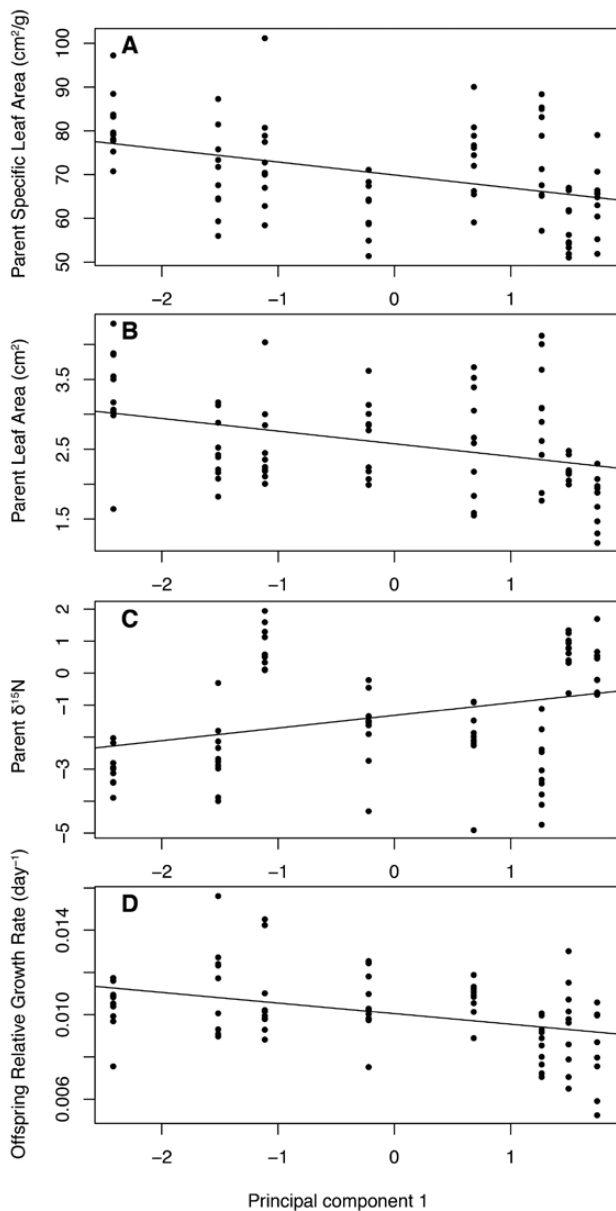 A
Parent Specific Leaf Area (cm²/g)
100
90
80
70
60
50
−2 −1 0 1
B
Parent Leaf Area (cm²)
3.5
2.5
1.5
−2 −1 0 1
C
Parent δ¹⁵N
2
1
0
−1
−3
−5
−2 −1 0 1
D
Offspring Relative Growth Rate (day⁻¹)
0.014
0.010
0.006
−2 −1 0 1
Principal component 1